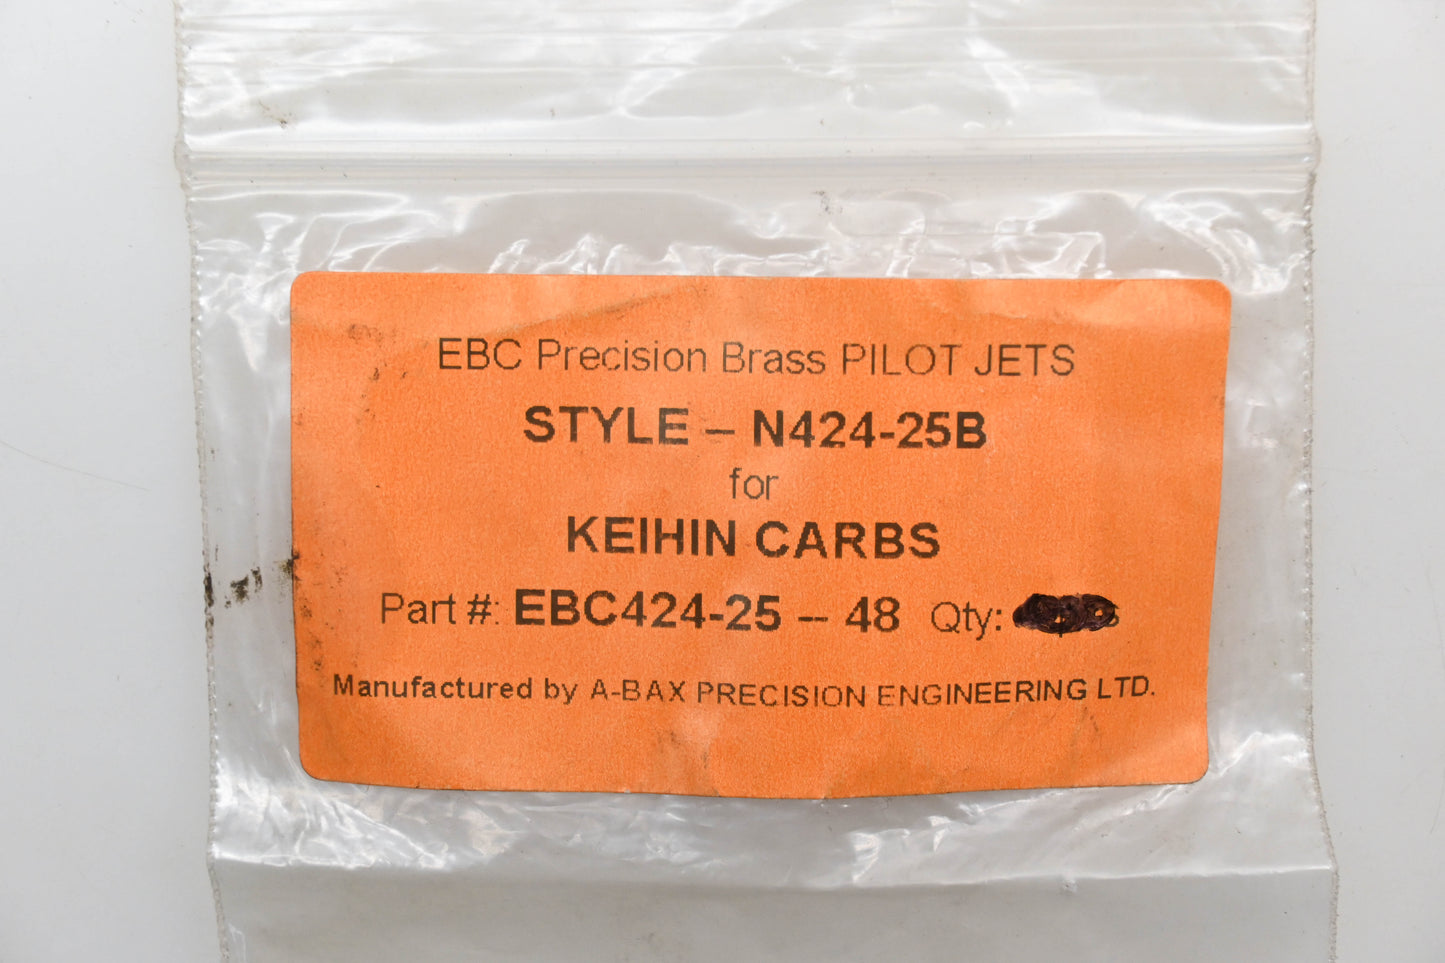 EBC Precision Brass PILOT JETS
STYLE – N424-25B
for
KEIHIN CARBS
Part #: EBC424-25 – 48 Qty:
Manufactured by A-BAX PRECISION ENGINEERING LTD.